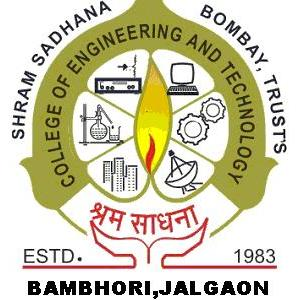 SHRAM SADHANA BOMBAY, TRUST'S
COLLEGE OF ENGINEERING AND TECHNOLOGY
श्रम साधना
ESTD. 1983
BAMBHORI,JALGAON